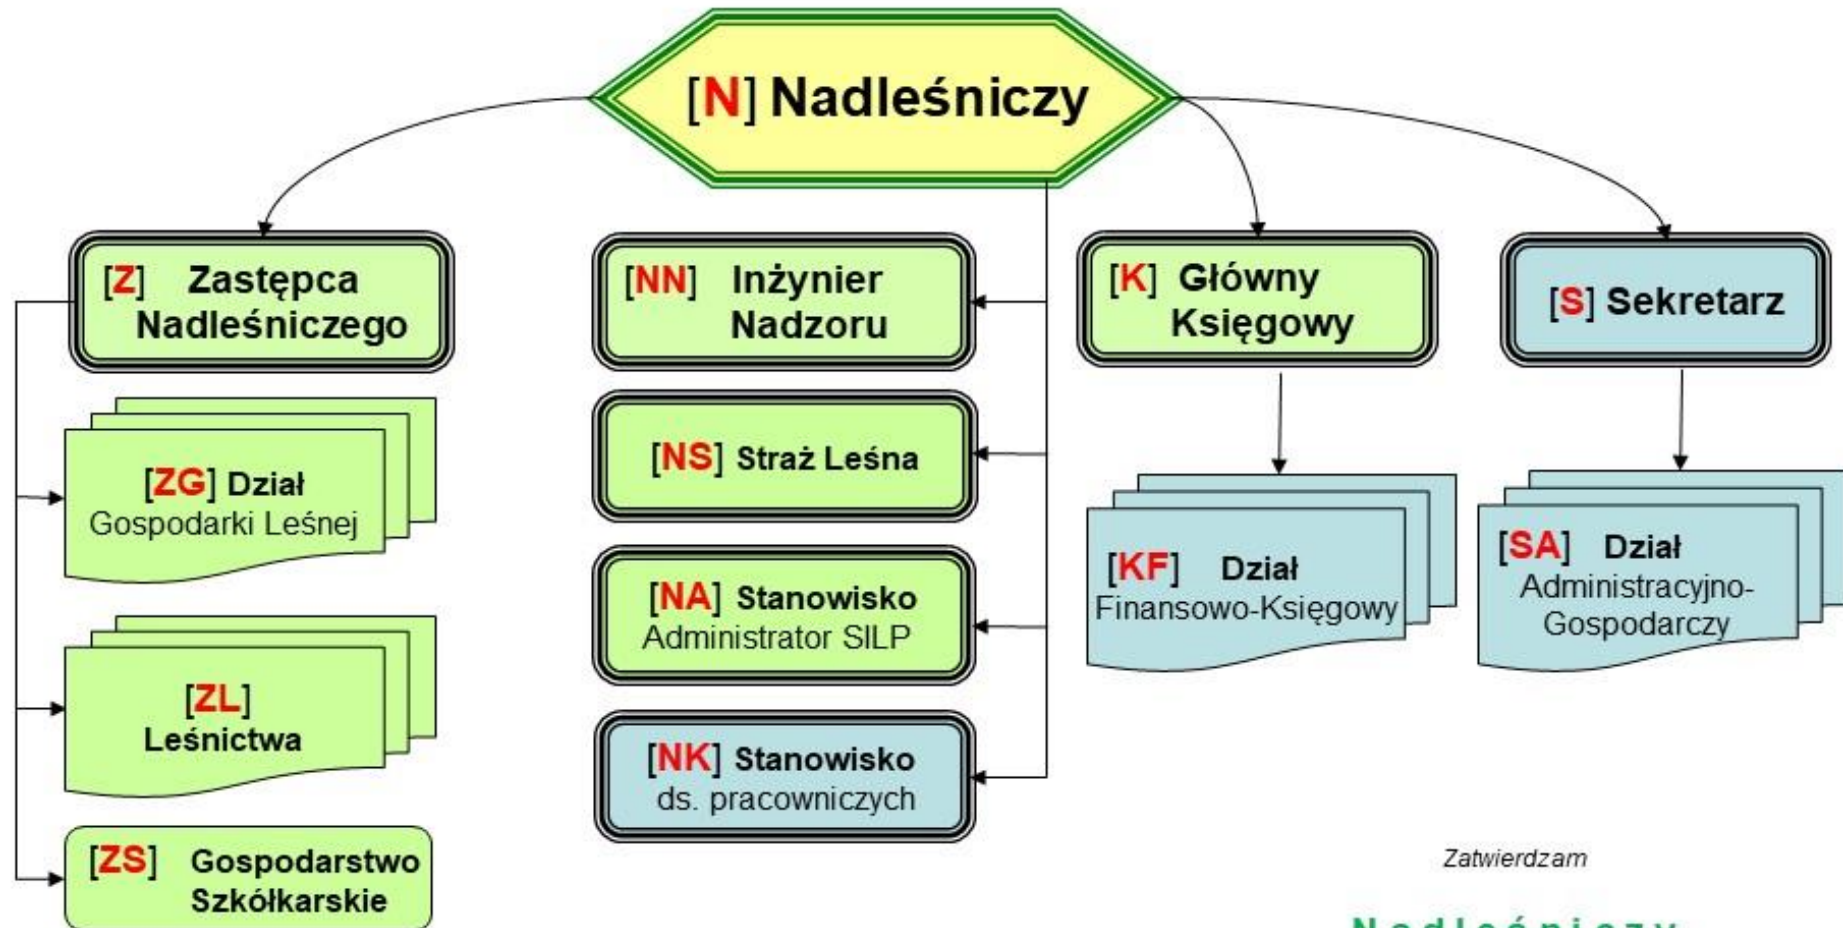 [N] Nadleśniczy
[Z] Zastępca
Nadleśniczego
[NN] Inżynier
Nadzoru
[K] Główny
Księgowy
[S] Sekretarz
[ZG] Dział
Gospodarki Leśnej
[ZL]
Leśnictwa
[ZS] Gospodarstwo
Szkółkarskie
[NS] Straż Leśna
[NA] Stanowisko
Administrator SILP
[NK] Stanowisko
ds. pracowniczych
[KF] Dział
Finansowo-Księgowy
[SA] Dział
Administracyjno-
Gospodarczy
Zatwierdzam
Nadleśniczy